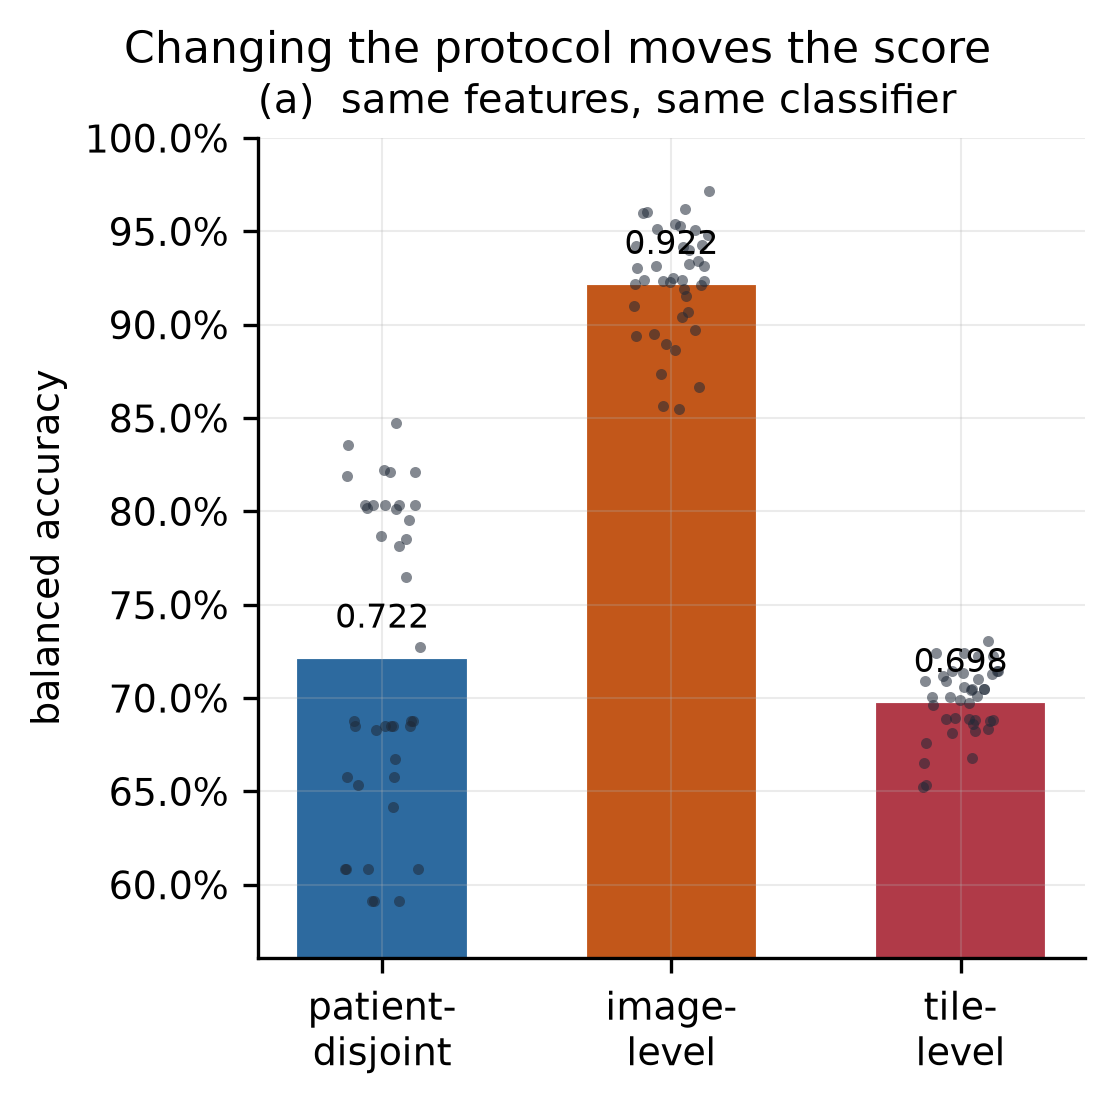 Changing the protocol moves the score
(a)  same features, same classifier
100.0%
95.0%
90.0%
85.0%
80.0%
75.0%
70.0%
65.0%
60.0%
balanced accuracy
0.722
0.922
0.698
patient-
disjoint
image-
level
tile-
level